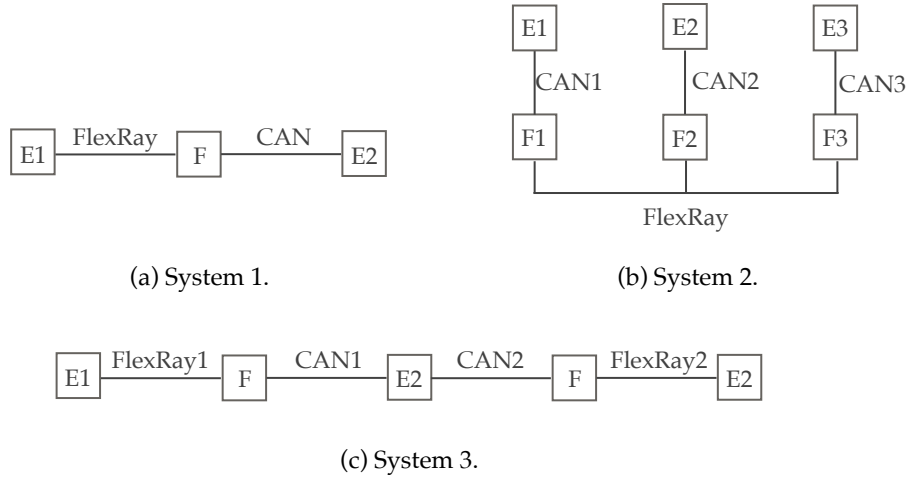 E1 FlexRay F CAN E2
(a) System 1.
E1 E2 E3
CAN1 CAN2 CAN3
F1 F2 F3
FlexRay
(b) System 2.
E1 FlexRay1 F CAN1 E2 CAN2 F FlexRay2 E2
(c) System 3.